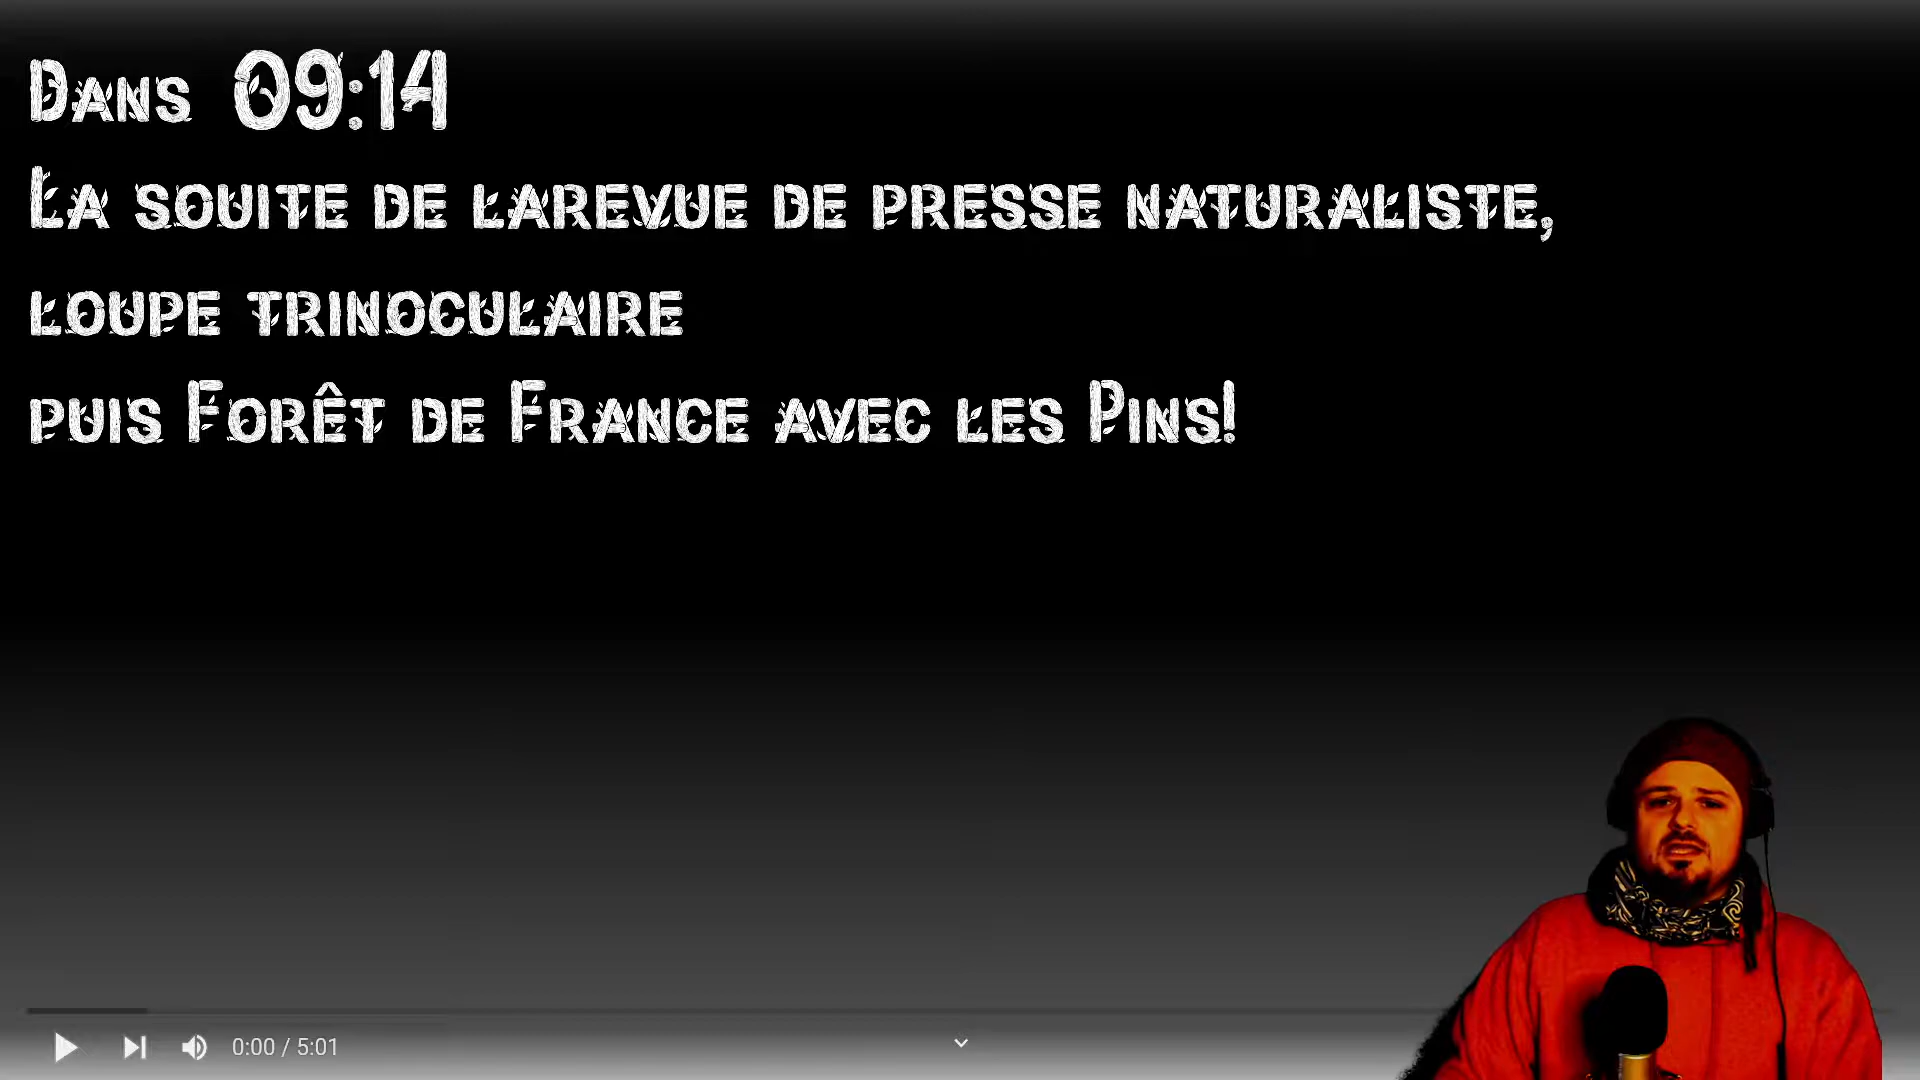 Dans 09:14
La souite de larevue de presse naturaliste,
loupe trinoculaire
puis Forêt de France avec les Pins!
0:00 / 5:01